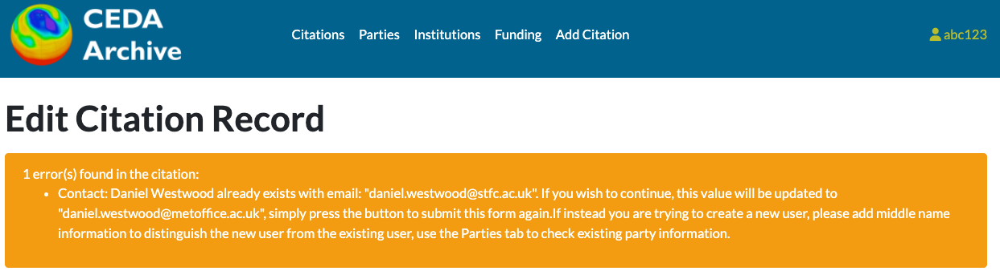 CEDA
Archive
Citations Parties Institutions Funding Add Citation
abc123
Edit Citation Record
1 error(s) found in the citation:
• Contact: Daniel Westwood already exists with email: "daniel.westwood@stfc.ac.uk". If you wish to continue, this value will be updated to
"daniel.westwood@metoffice.ac.uk", simply press the button to submit this form again.If instead you are trying to create a new user, please add middle name
information to distinguish the new user from the existing user, use the Parties tab to check existing party information.